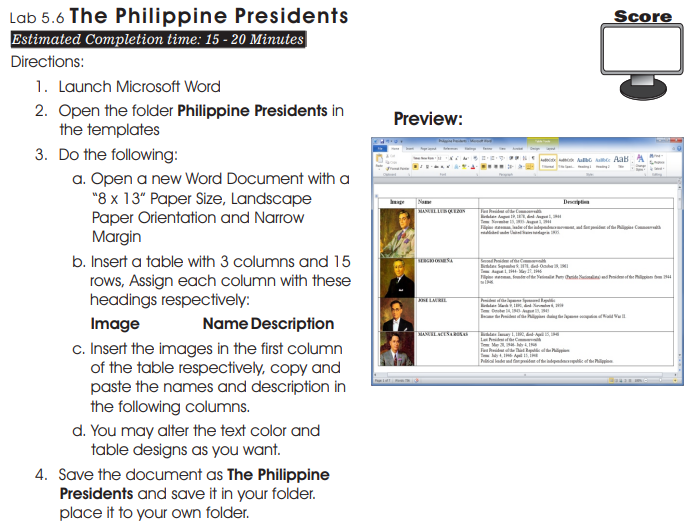 Lab 5.6 The Philippine Presidents
Estimated Completion time: 15 - 20 Minutes
Score
Directions:
1. Launch Microsoft Word
2. Open the folder Philippine Presidents in
the templates
3. Do the following:
a. Open a new Word Document with a
"8 x 13" Paper Size, Landscape
Paper Orientation and Narrow
Margin
b. Insert a table with 3 columns and 15
rows, Assign each column with these
headings respectively:
Image Name Description
c. Insert the images in the first column
of the table respectively, copy and
paste the names and description in
the following columns.
d. You may alter the text color and
table designs as you want.
4. Save the document as The Philippine
Presidents and save it in your folder.
place it to your own folder.
Preview:
Image Name Description
MANUEL LUIS QUEZON
First President of the Commonwealth
Birthdate: August 19, 1878, died: August 1, 1944
Term: November 15, 1935- August 1, 1944
Filipino statesman, leader of the independence movement, and first president of the Philippine Commonwealth
established under United States tutelage in 1935
SERGIO OSMEÑA
Second President of the Commonwealth
Birthdate: September 9, 1878, died: October 19, 1961
Term: August 1, 1944- May 27, 1946
Filipino statesman, founder of the Nationalist Party (Partido Nacionalista) and President of the Philippines from 1944
to 1946
JOSE LAUREL
President of the Japanese Sponsored Republic
Birthdate: March 9, 1891, died: November 6, 1959
Term: October 14, 1943- August 15, 1945
Became the President of the Philippines during the Japanese occupation of World War II.
MANUEL ACUÑA ROXAS
Birthdate: January 1, 1892, died: April 15, 1948
Last President of the Commonwealth
Term: May 28, 1946- July 4, 1946
First President of the Third Republic of the Philippines
Term: July 4, 1946- April 15, 1948
Political leader and first president of the independence republic of the Philippines